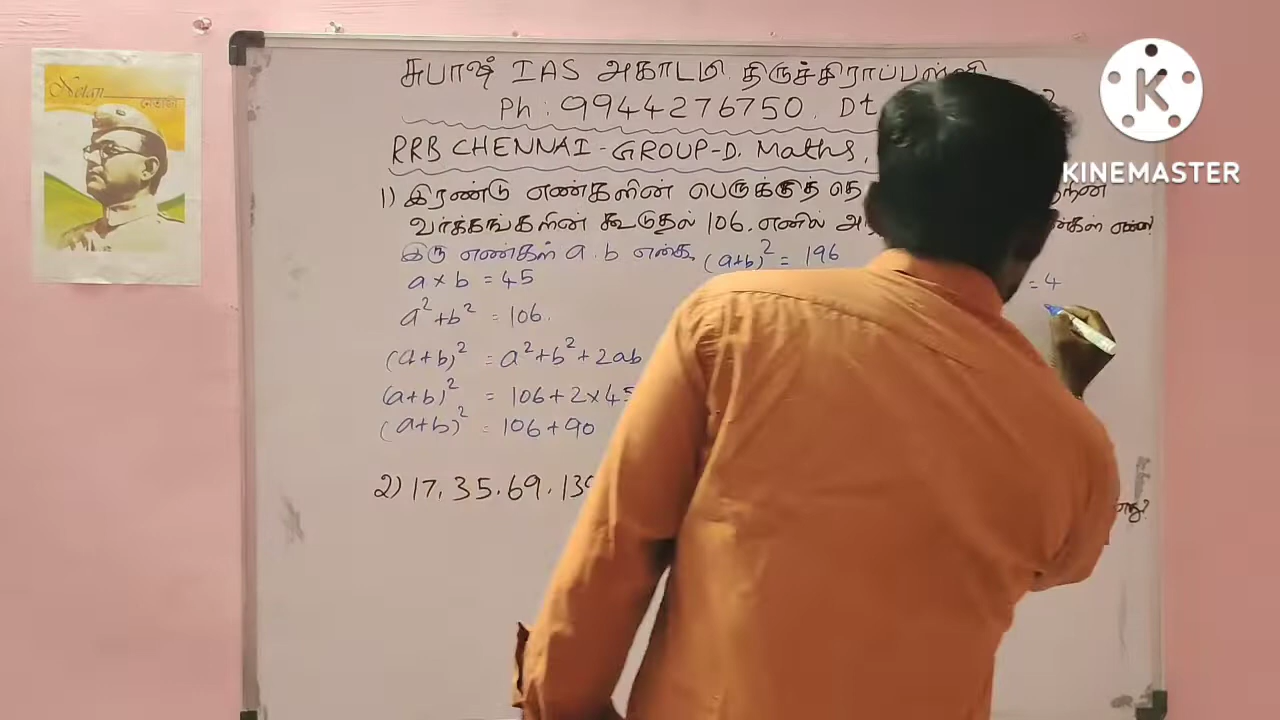 சுபாஷ் IAS அகாடமி. திருச்சிராப்பள்ளி
Ph : 9944276750. Dt
K
KINEMASTER
RRB CHENNAI - GROUP-D. Maths,
1) இரண்டு எண்களின் பெருக்குத்
வர்க்கங்களின் கூடுதல் 106. எனில்
இரு எண்கள் a. b என்க
(a+b)² = 196
a × b = 45
= 4
a² + b² = 106.
(a+b)² = a² + b² + 2ab
(a+b)² = 106 + 2 × 45
(a+b)² = 106 + 90
2) 17. 35. 69. 139